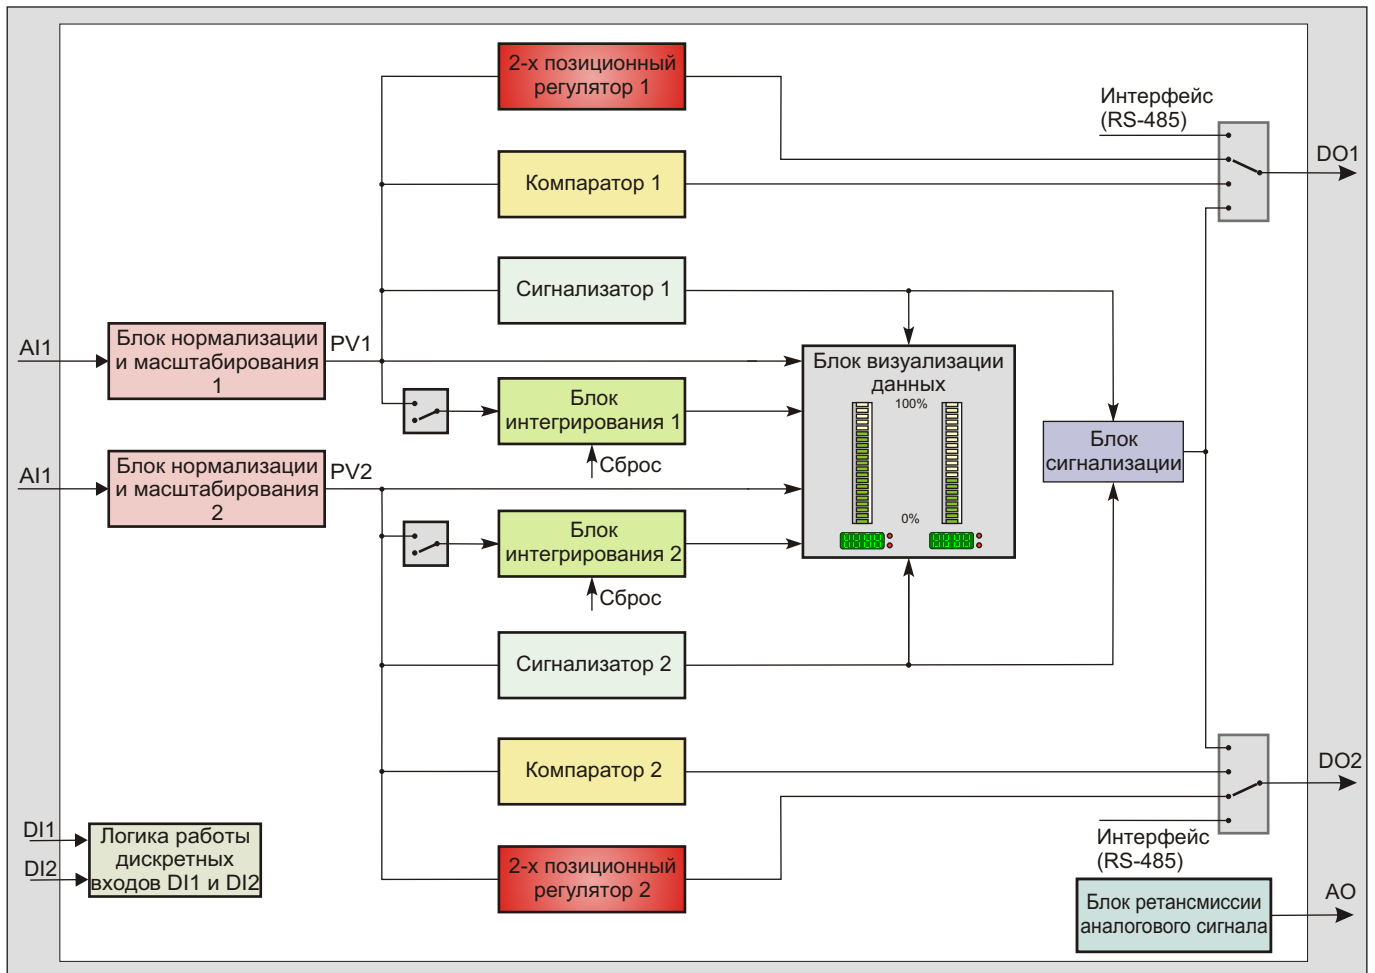 2-х позиционный
регулятор 1
Интерфейс
(RS-485)
DO1
Компаратор 1
Сигнализатор 1
AI1
Блок нормализации
и масштабирования
1
PV1
Блок визуализации
данных
100%
0%
Блок
интегрирования 1
Сброс
Блок
сигнализации
AI1
Блок нормализации
и масштабирования
2
PV2
Блок
интегрирования 2
Сброс
Сигнализатор 2
Компаратор 2
DO2
DI1
DI2
Логика работы
дискретных
входов DI1 и DI2
2-х позиционный
регулятор 2
Интерфейс
(RS-485)
Блок ретансмиссии
аналогового сигнала
AO